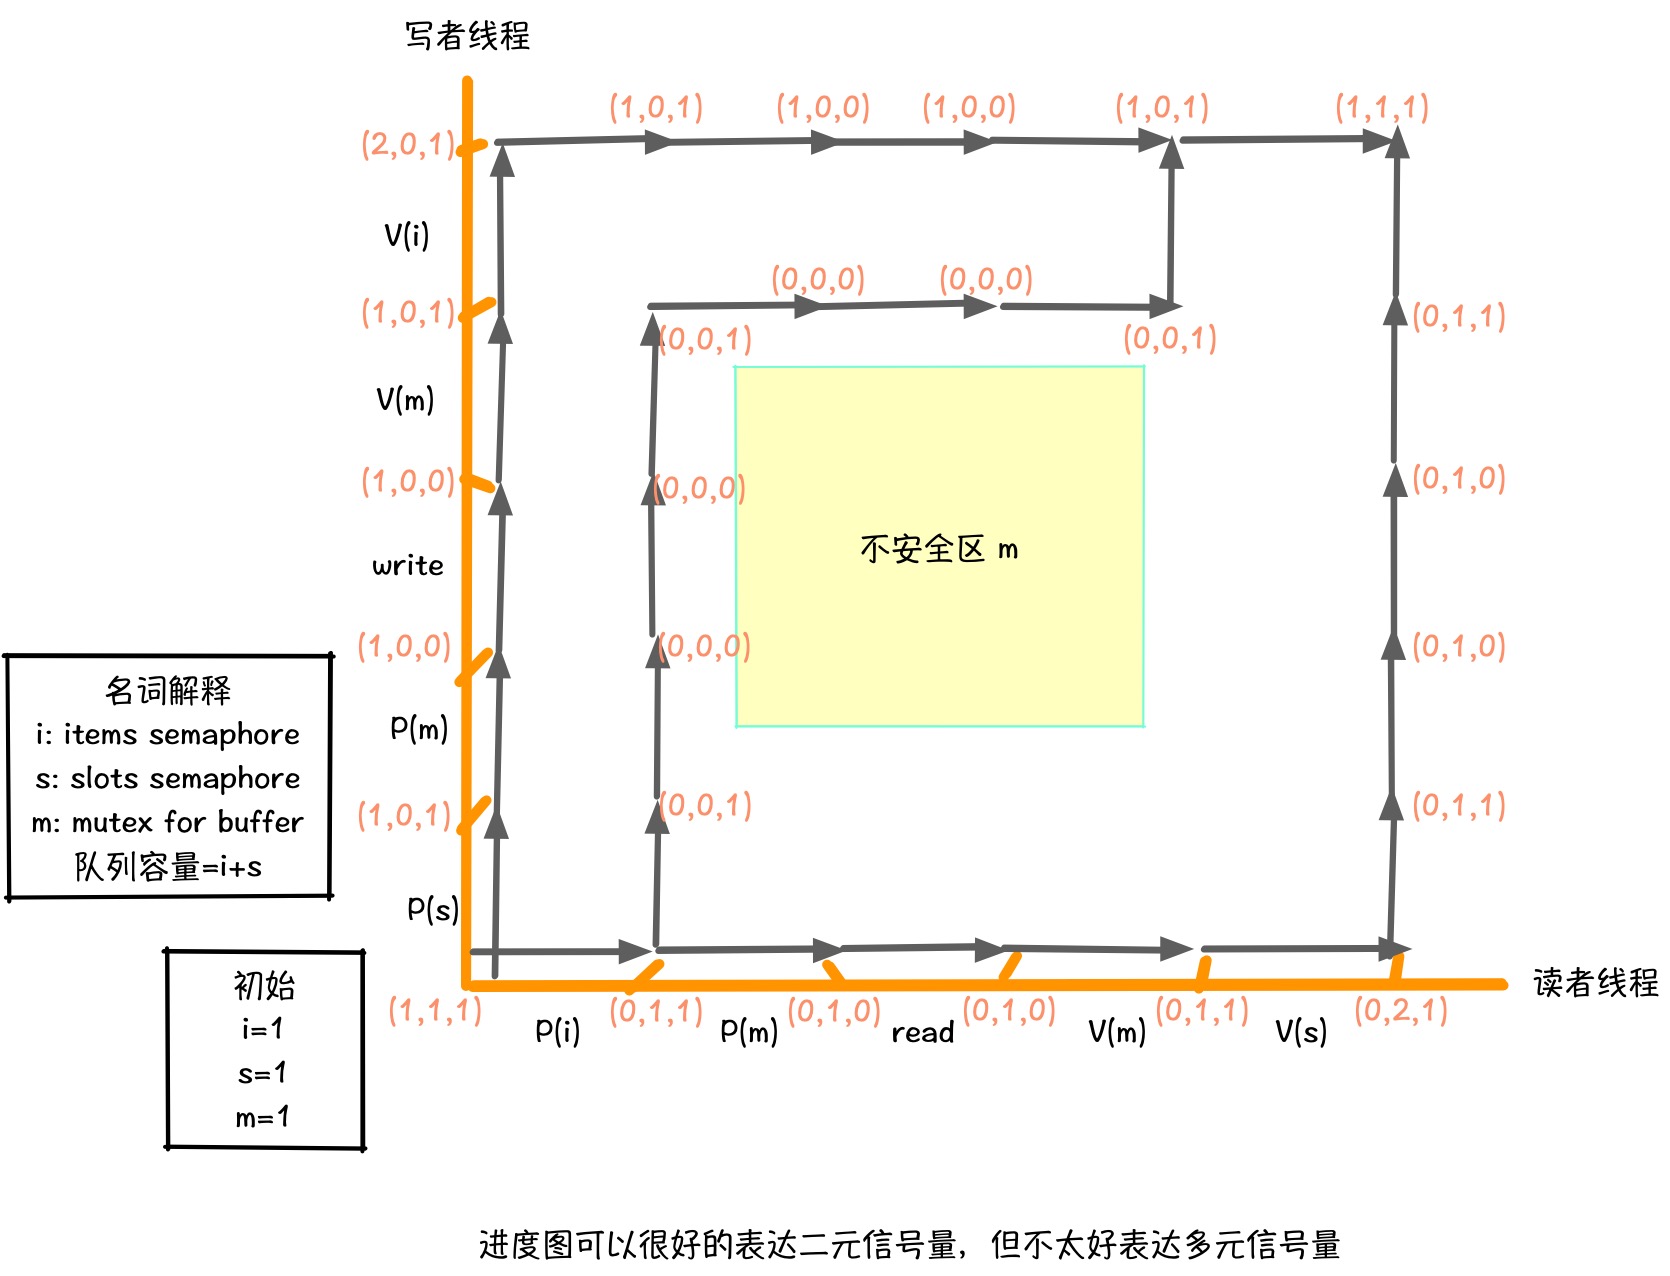 写者线程
(1,0,1) (1,0,0) (1,0,0) (1,0,1) (1,1,1)
(2,0,1)
V(i)
(0,0,0) (0,0,0)
(1,0,1) (0,1,1)
(0,0,1) (0,0,1)
V(m)
(1,0,0) (0,0,0) (0,1,0)
不安全区 m
write
(1,0,0) (0,0,0) (0,1,0)
名词解释
i: items semaphore
s: slots semaphore
m: mutex for buffer
队列容量=i+s
P(m)
(1,0,1) (0,0,1) (0,1,1)
P(s)
初始
i=1
s=1
m=1
读者线程
(1,1,1) P(i) (0,1,1) P(m) (0,1,0) read (0,1,0) V(m) (0,1,1) V(s) (0,2,1)
进度图可以很好的表达二元信号量，但不太好表达多元信号量